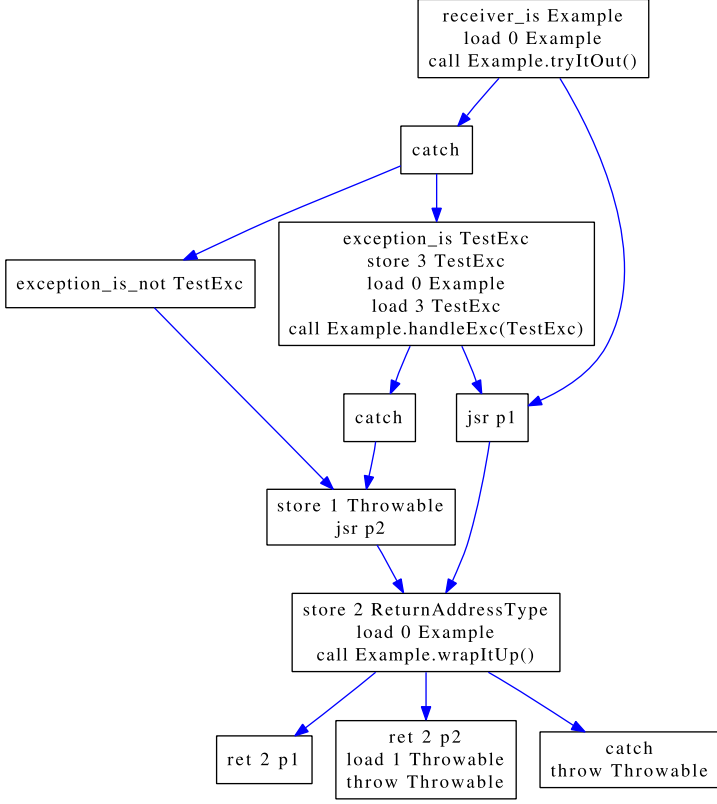 receiver_is Example
load 0 Example
call Example.tryItOut()
catch
exception_is_not TestExc
exception_is TestExc
store 3 TestExc
load 0 Example
load 3 TestExc
call Example.handleExc(TestExc)
catch
jsr p1
store 1 Throwable
jsr p2
store 2 ReturnAddressType
load 0 Example
call Example.wrapItUp()
ret 2 p1
ret 2 p2
load 1 Throwable
throw Throwable
catch
throw Throwable